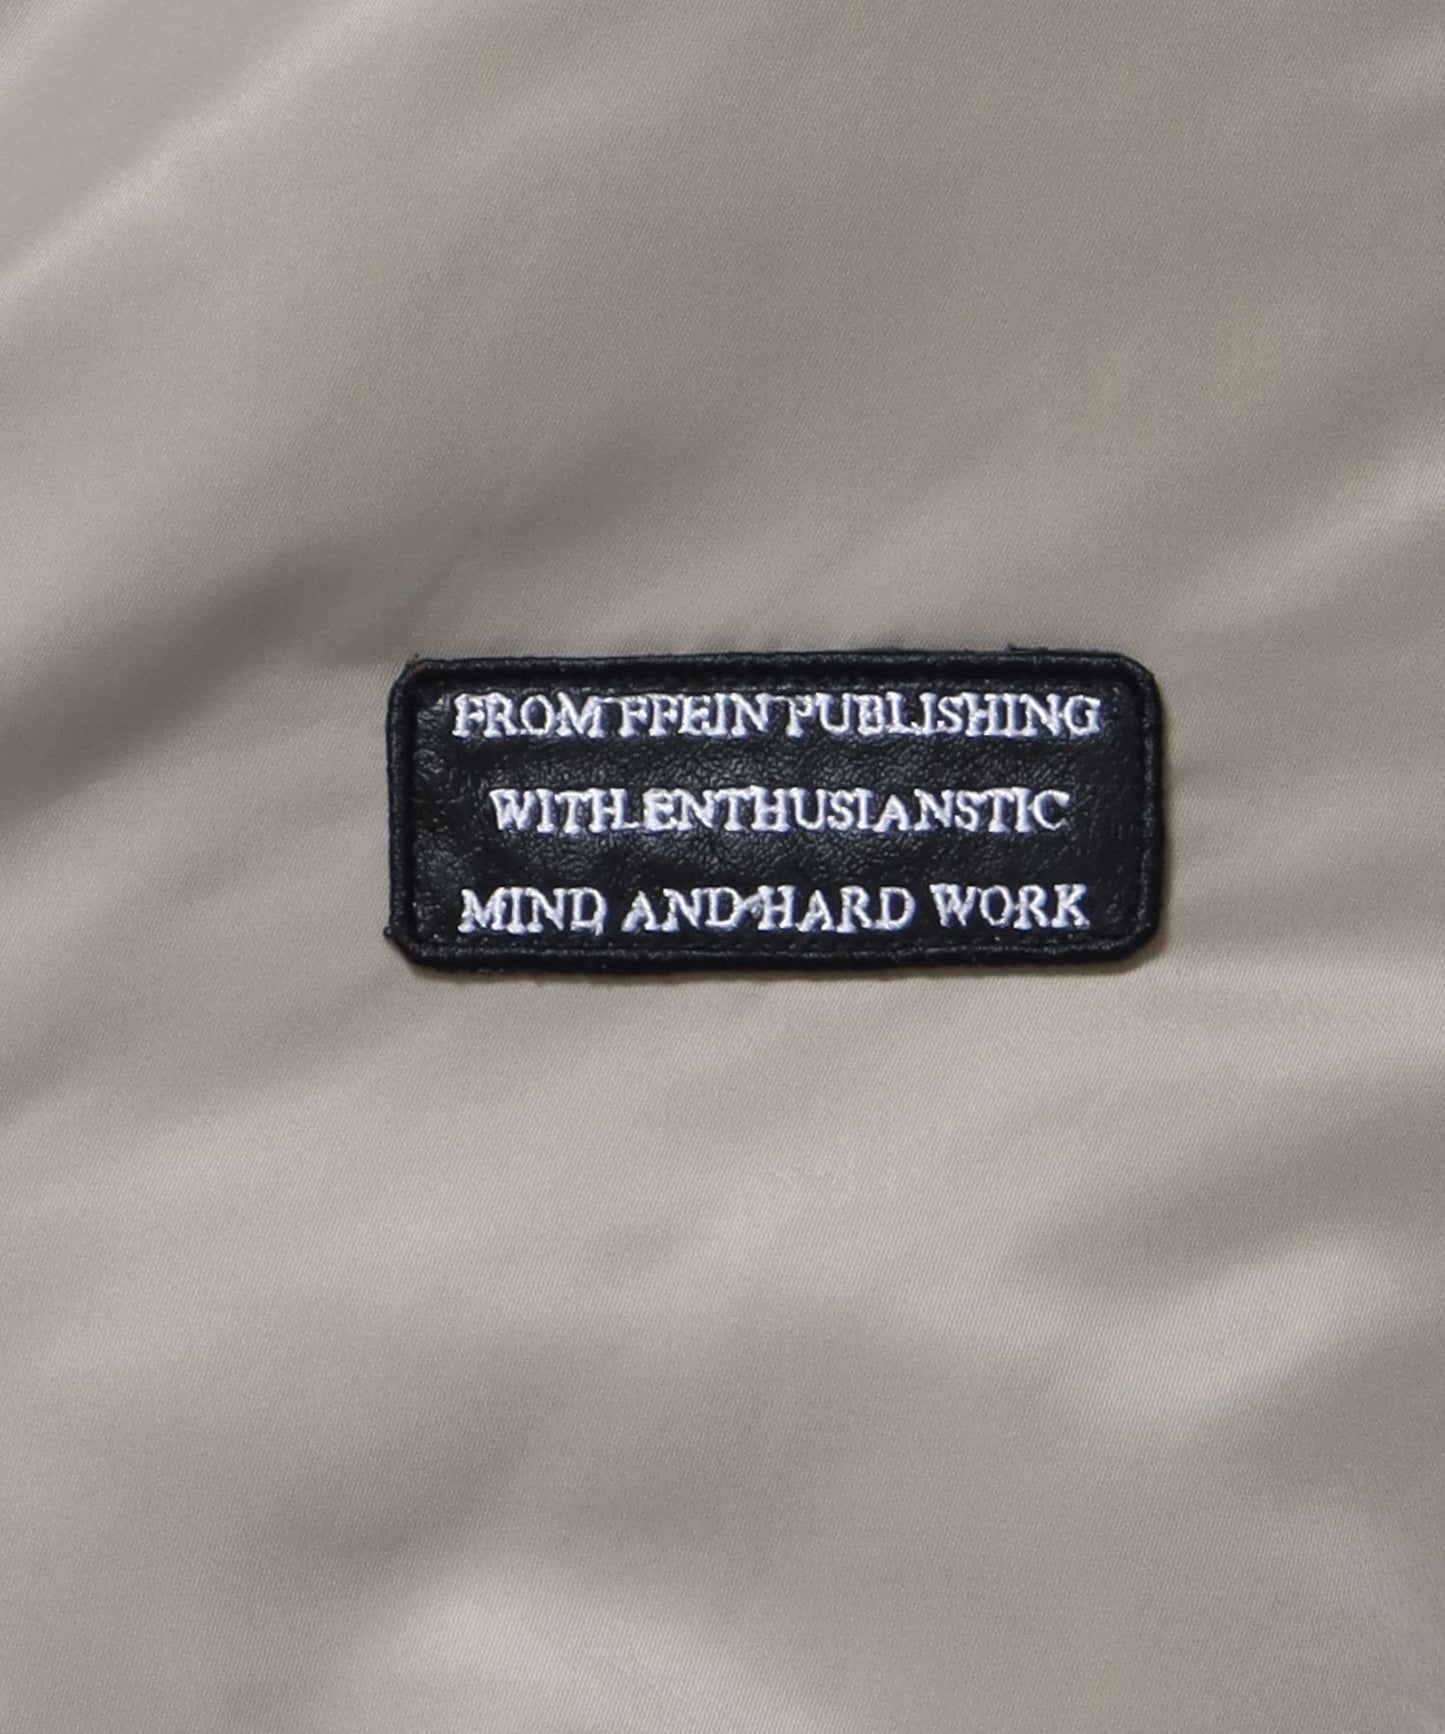 FROM FFEIN PUBLISHING
WITH ENTHUSIANSTIC
MIND AND HARD WORK